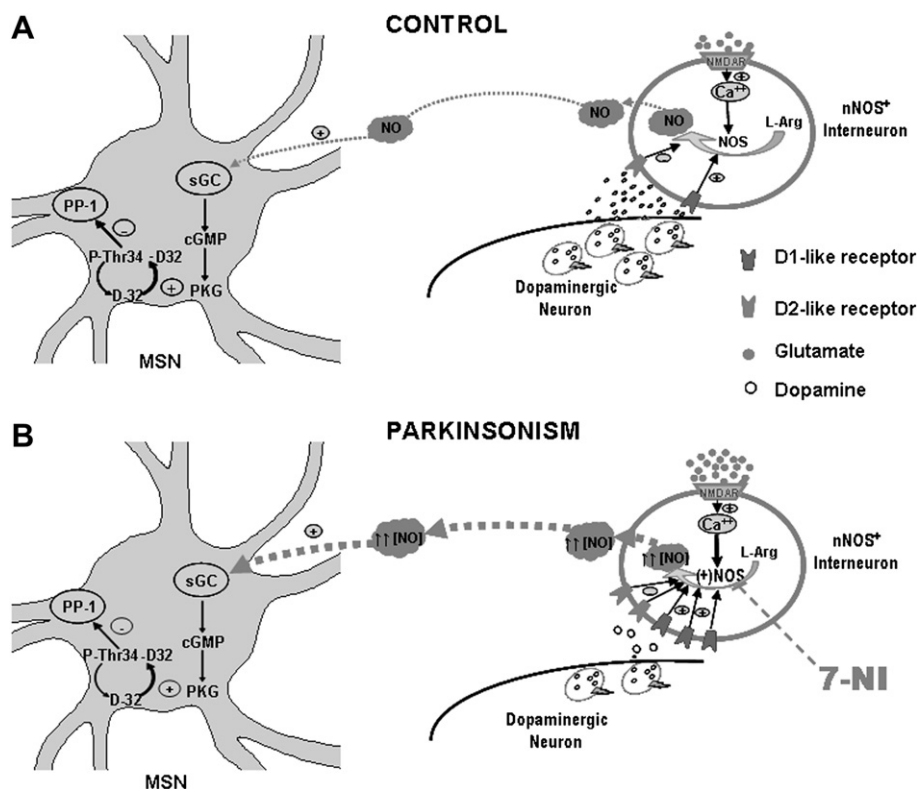 A
CONTROL
NMDAR
+
Ca++
NO
NO
NO
L-Arg
NOS
nNOS+
Interneuron
+
-
+
sGC
PP-1
-
cGMP
P-Thr34 -D32
D-32
+
PKG
MSN
Dopaminergic
Neuron
D1-like receptor
D2-like receptor
Glutamate
Dopamine
B
PARKINSONISM
NMDAR
+
Ca++
↑↑[NO]
↑↑[NO]
↑↑[NO]
L-Arg
(+)NOS
nNOS+
Interneuron
+
-
+
+
sGC
PP-1
-
cGMP
P-Thr34 -D32
D-32
+
PKG
7-NI
Dopaminergic
Neuron
MSN